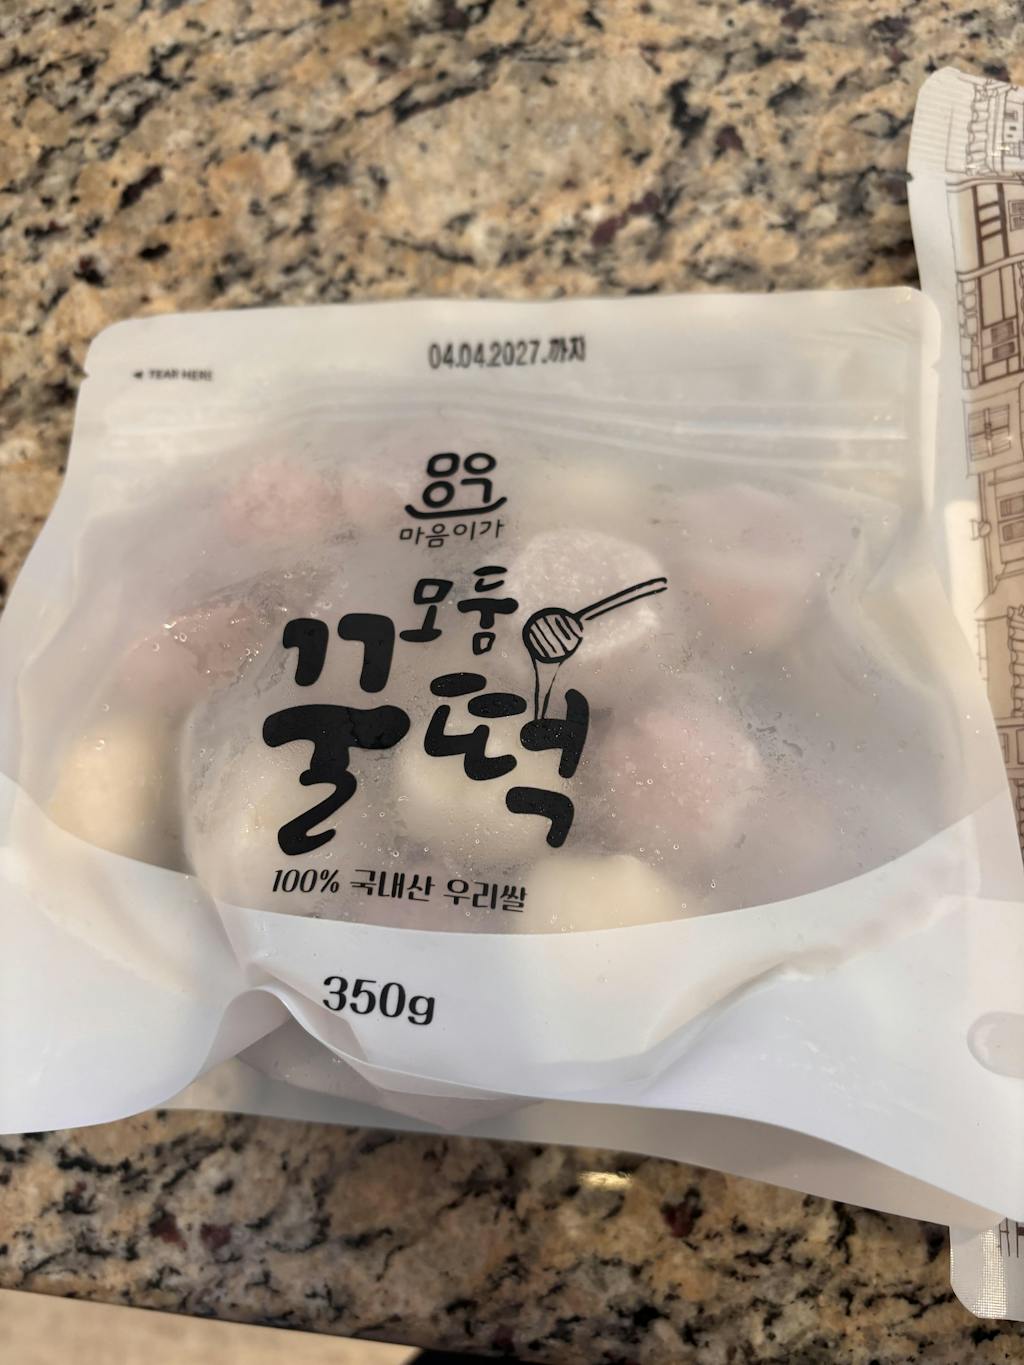 04.04.2027.까지
◄ TEAR HERE
마음이가
모둠
꿀떡
100% 국내산 우리쌀
350g